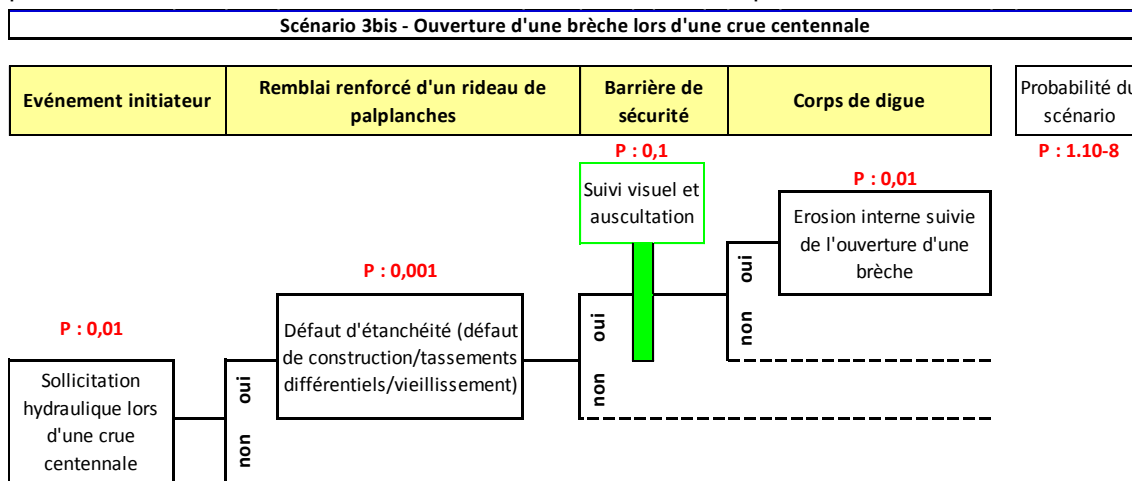 Scénario 3bis - Ouverture d'une brèche lors d'une crue centennale
Evénement initiateur
Remblai renforcé d'un rideau de
palplanches
Barrière de
sécurité
Corps de digue
Probabilité du
scénario
P : 0,1
P : 1.10-8
Suivi visuel et
auscultation
P : 0,01
Erosion interne suivie
de l'ouverture d'une
brèche
oui
non
P : 0,001
Défaut d'étanchéité (défaut
de construction/tassements
différentiels/vieillissement)
oui
non
P : 0,01
Sollicitation
hydraulique lors
d'une crue
centennale
oui
non